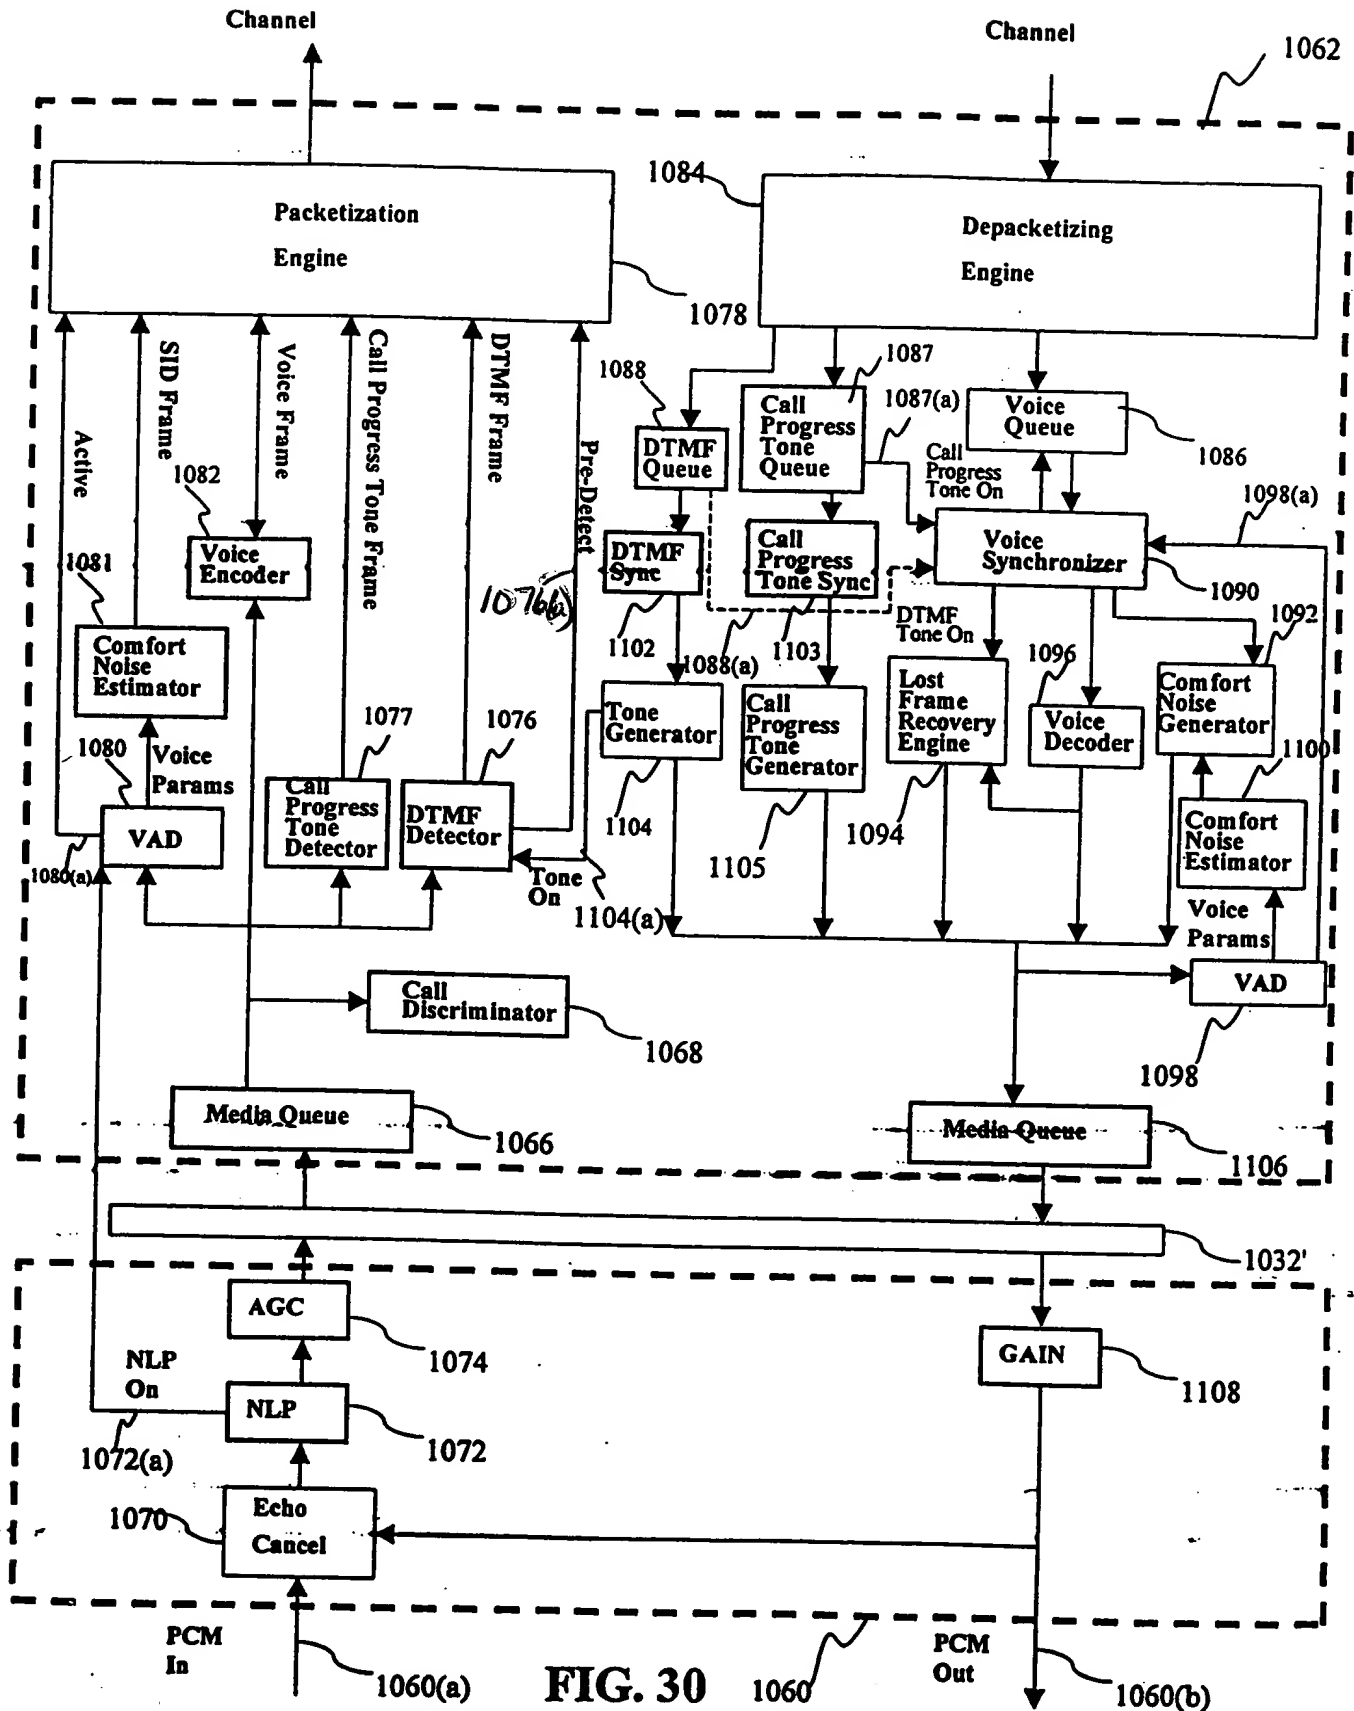 Channel
Channel
1062
1084
Packetization
Engine
Depacketizing
Engine
1078
Active
SID Frame
Voice Frame
Call Progress Tone Frame
DTMF Frame
Pre-Detect
1076(a)
1088
1087
1087(a)
DTMF
Queue
Call
Progress
Tone
Queue
Voice
Queue
1086
Call
Progress
Tone On
1098(a)
1082
Voice
Encoder
1081
DTMF
Sync
1102
Call
Progress
Tone Sync
1103
1088(a)
Voice
Synchronizer
1090
DTMF
Tone On
1092
1096
Comfort
Noise
Estimator
Tone
Generator
Call
Progress
Tone
Generator
Lost
Frame
Recovery
Engine
Voice
Decoder
Comfort
Noise
Generator
1100
1080
Voice
Params
1077
1076
1104
1105
1094
VAD
1080(a)
Call
Progress
Tone
Detector
DTMF
Detector
Tone
On
1104(a)
Comfort
Noise
Estimator
Voice
Params
VAD
1098
Call
Discriminator
1068
Media Queue
1066
Media Queue
1106
1032'
AGC
1074
GAIN
1108
NLP
On
NLP
1072
1072(a)
1070
Echo
Cancel
PCM
In
1060(a)
FIG. 30
1060
PCM
Out
1060(b)